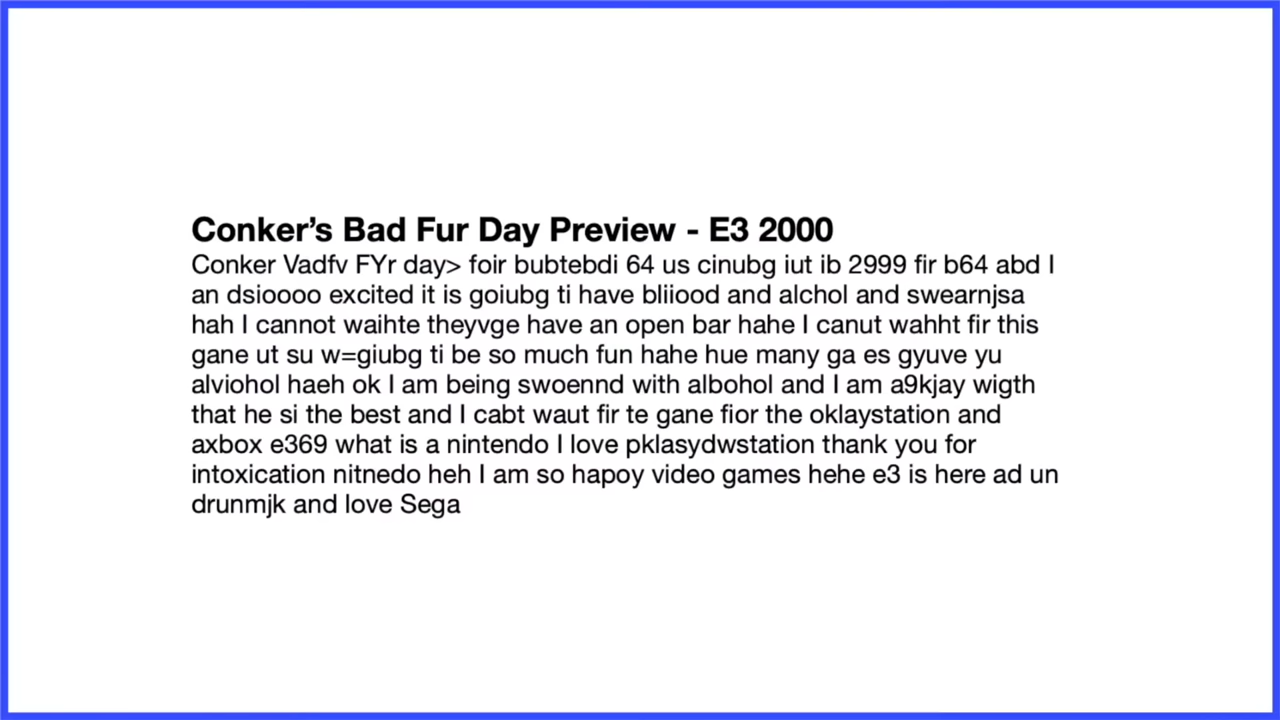 Conker’s Bad Fur Day Preview - E3 2000
Conker Vadfv FYr day> foir bubtebdi 64 us cinubg iut ib 2999 fir b64 abd I
an dsioooo excited it is goiubg ti have bliiood and alchol and swearnjsa
hah I cannot waihte theyvge have an open bar hahe I canut wahht fir this
gane ut su w=giubg ti be so much fun hahe hue many ga es gyuve yu
alviohol haeh ok I am being swoennd with albohol and I am a9kjay wigth
that he si the best and I cabt waut fir te gane fior the oklaystation and
axbox e369 what is a nintendo I love pklasydwstation thank you for
intoxication nitnedo heh I am so hapoy video games hehe e3 is here ad un
drunmjk and love Sega